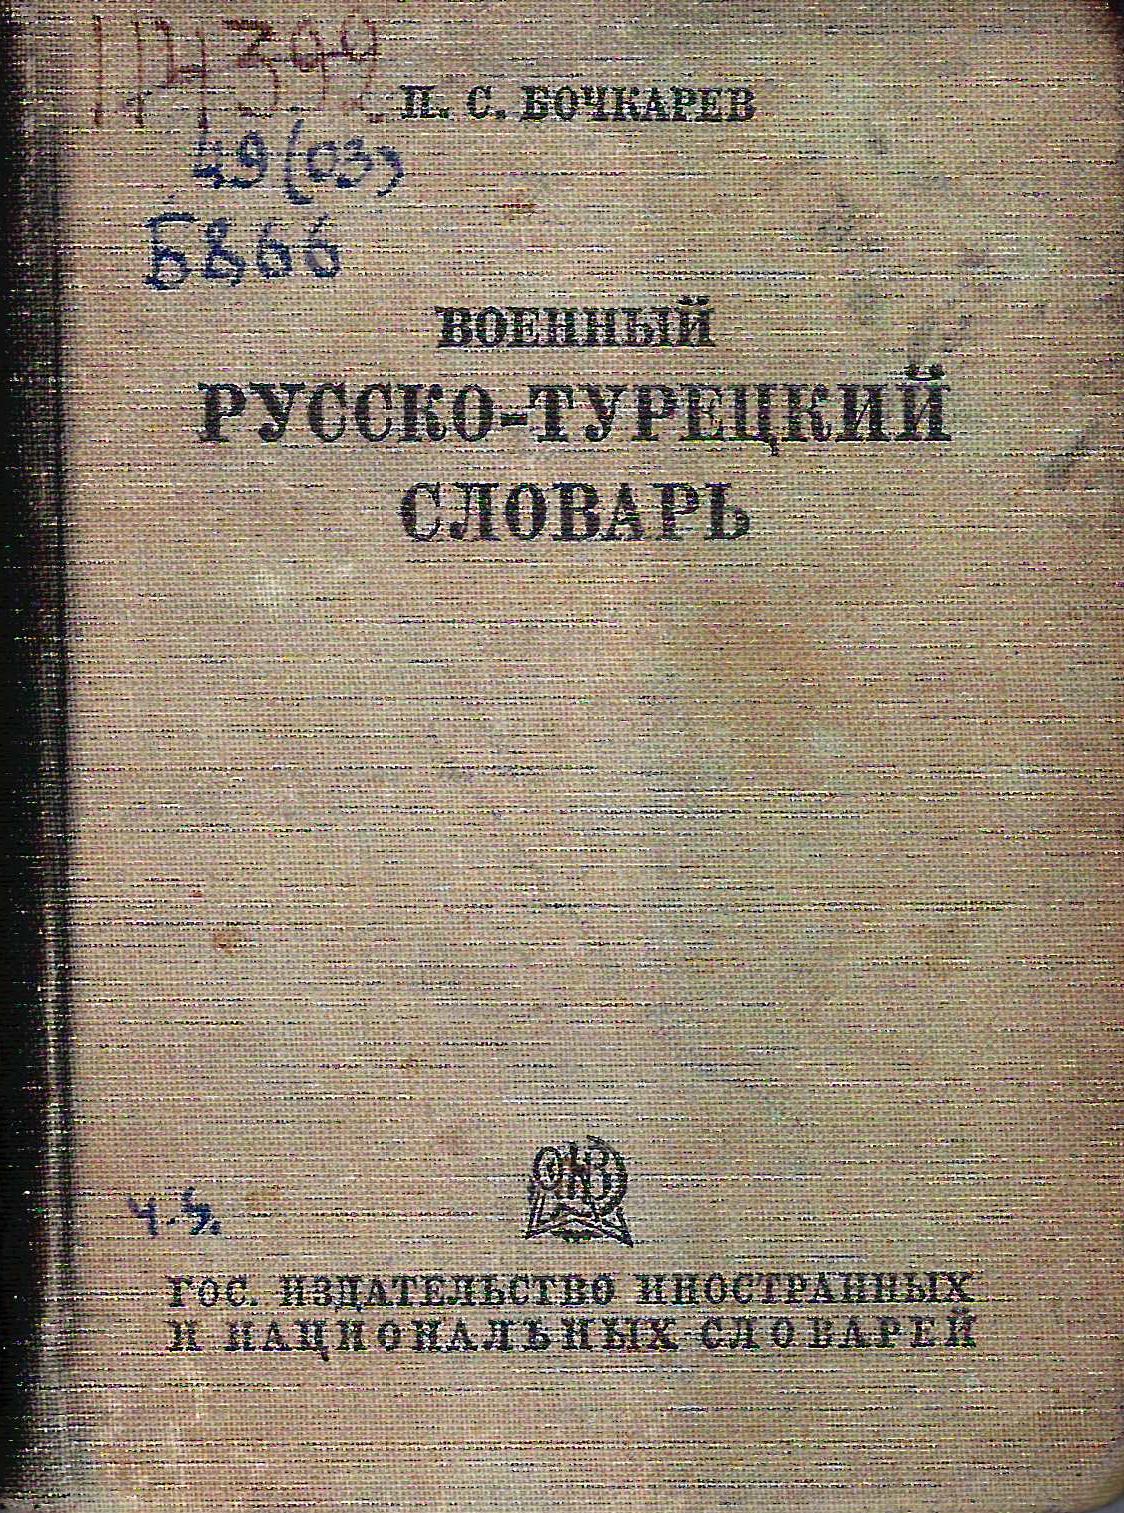 П. С. БОЧКАРЕВ
49(03)
Б866
ВОЕННЫЙ
РУССКО-ТУРЕЦКИЙ
СЛОВАРЬ
ГОС. ИЗДАТЕЛЬСТВО ИНОСТРАННЫХ
И НАЦИОНАЛЬНЫХ СЛОВАРЕЙ